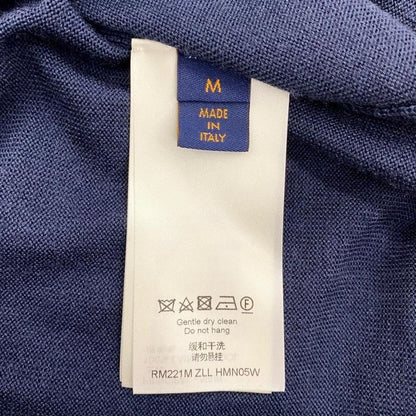 M
MADE
IN
ITALY
Gentle dry clean
Do not hang
缓和干洗
请勿悬挂
RM221M ZLL HMN05W